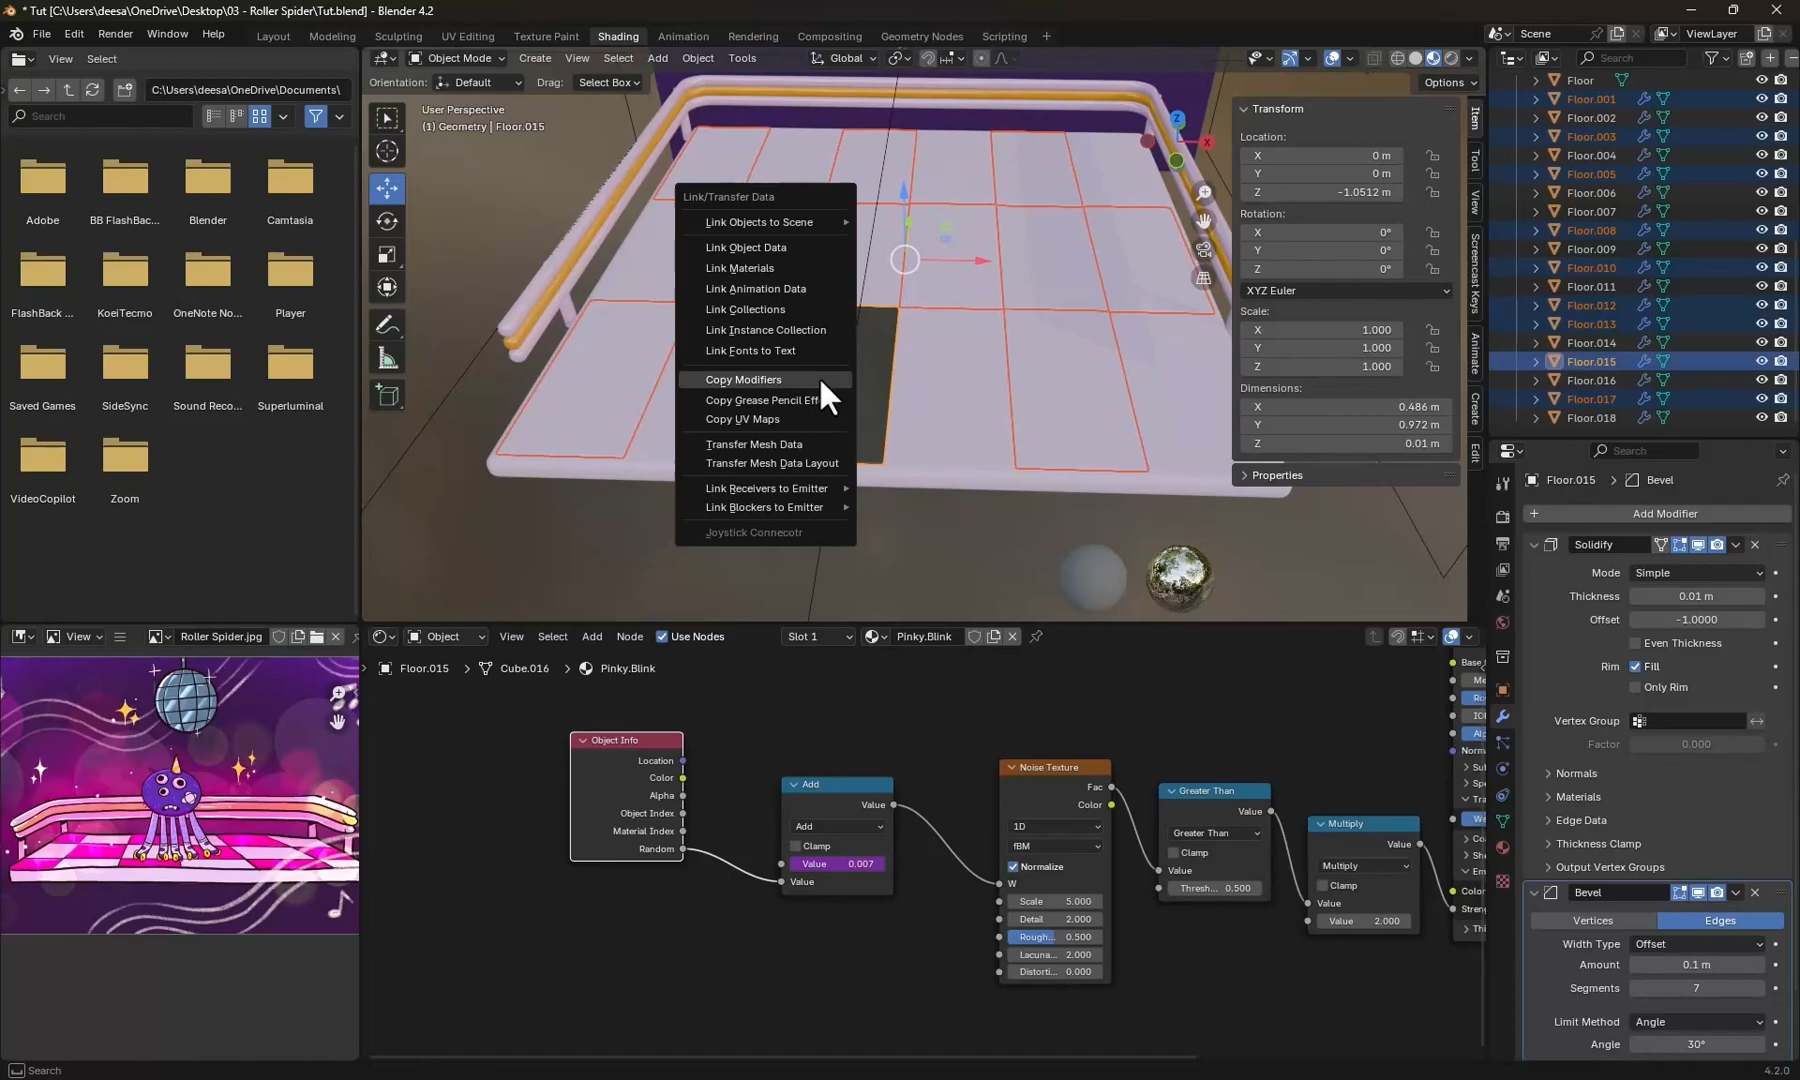 * Tut [C:\Users\deesa\OneDrive\Desktop\03 - Roller Spider\Tut.blend] - Blender 4.2
File Edit Render Window Help Layout Modeling Sculpting UV Editing Texture Paint Shading Animation Rendering Compositing Geometry Nodes Scripting + Scene ViewLayer
View Select
Object Mode Create View Select Add Object Tools Global
Search
C:\Users\deesa\OneDrive\Documents\
Orientation: Default Drag: Select Box Options
Search
Adobe BB FlashBac... Blender Camtasia
FlashBack ... KoeiTecmo OneNote No... Player
Saved Games SideSync Sound Reco... Superluminal
VideoCopilot Zoom
User Perspective
(1) Geometry | Floor.015
Link/Transfer Data
Link Objects to Scene
Link Object Data
Link Materials
Link Animation Data
Link Collections
Link Instance Collection
Link Fonts to Text
Copy Modifiers
Copy Grease Pencil Eff
Copy UV Maps
Transfer Mesh Data
Transfer Mesh Data Layout
Link Receivers to Emitter
Link Blockers to Emitter
Joystick Connecotr
Z
X
Transform
Location:
X 0 m
Y 0 m
Z -1.0512 m
Rotation:
X 0°
Y 0°
Z 0°
XYZ Euler
Scale:
X 1.000
Y 1.000
Z 1.000
Dimensions:
X 0.486 m
Y 0.972 m
Z 0.01 m
Properties
Item
Tool
View
Screencast Keys
Animate
Create
Edit
Floor
Floor.001
Floor.002
Floor.003
Floor.004
Floor.005
Floor.006
Floor.007
Floor.008
Floor.009
Floor.010
Floor.011
Floor.012
Floor.013
Floor.014
Floor.015
Floor.016
Floor.017
Floor.018
Search
Floor.015 > Bevel
Add Modifier
Solidify
Mode Simple
Thickness 0.01 m
Offset -1.0000
Even Thickness
Rim Fill
Only Rim
Vertex Group
Factor 0.000
Normals
Materials
Edge Data
Thickness Clamp
Output Vertex Groups
Bevel
Vertices Edges
Width Type Offset
Amount 0.1 m
Segments 7
Limit Method Angle
Angle 30°
View Roller Spider.jpg
Object View Select Add Node Use Nodes Slot 1 Pinky.Blink
Floor.015 > Cube.016 > Pinky.Blink
Object Info
Location
Color
Alpha
Object Index
Material Index
Random
Add
Value
Add
Clamp
Value 0.007
Value
Noise Texture
Fac
Color
1D
fBM
Normalize
W
Scale 5.000
Detail 2.000
Rough... 0.500
Lacuna... 2.000
Distorti... 0.000
Greater Than
Value
Greater Than
Clamp
Value
Thresh... 0.500
Multiply
Value
Multiply
Clamp
Value
Value 2.000
Base
Me
Ro
IO
Alp
Norm
Su
Spe
Tra
We
Co
She
Em
Color
Streng
Thi
Search
4.2.0